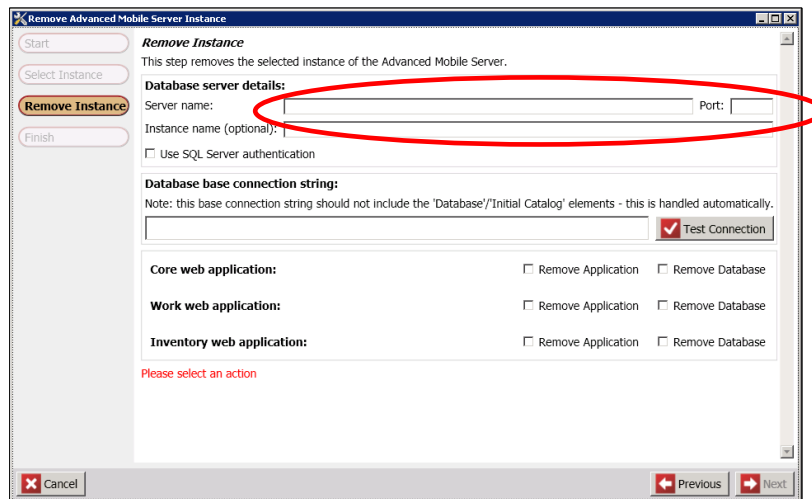 Remove Advanced Mobile Server Instance
Start
Select Instance
Remove Instance
Finish
Remove Instance
This step removes the selected instance of the Advanced Mobile Server.
Database server details:
Server name: Port:
Instance name (optional):
Use SQL Server authentication
Database base connection string:
Note: this base connection string should not include the 'Database'/'Initial Catalog' elements - this is handled automatically.
Test Connection
Core web application: Remove Application Remove Database
Work web application: Remove Application Remove Database
Inventory web application: Remove Application Remove Database
Please select an action
Cancel Previous Next